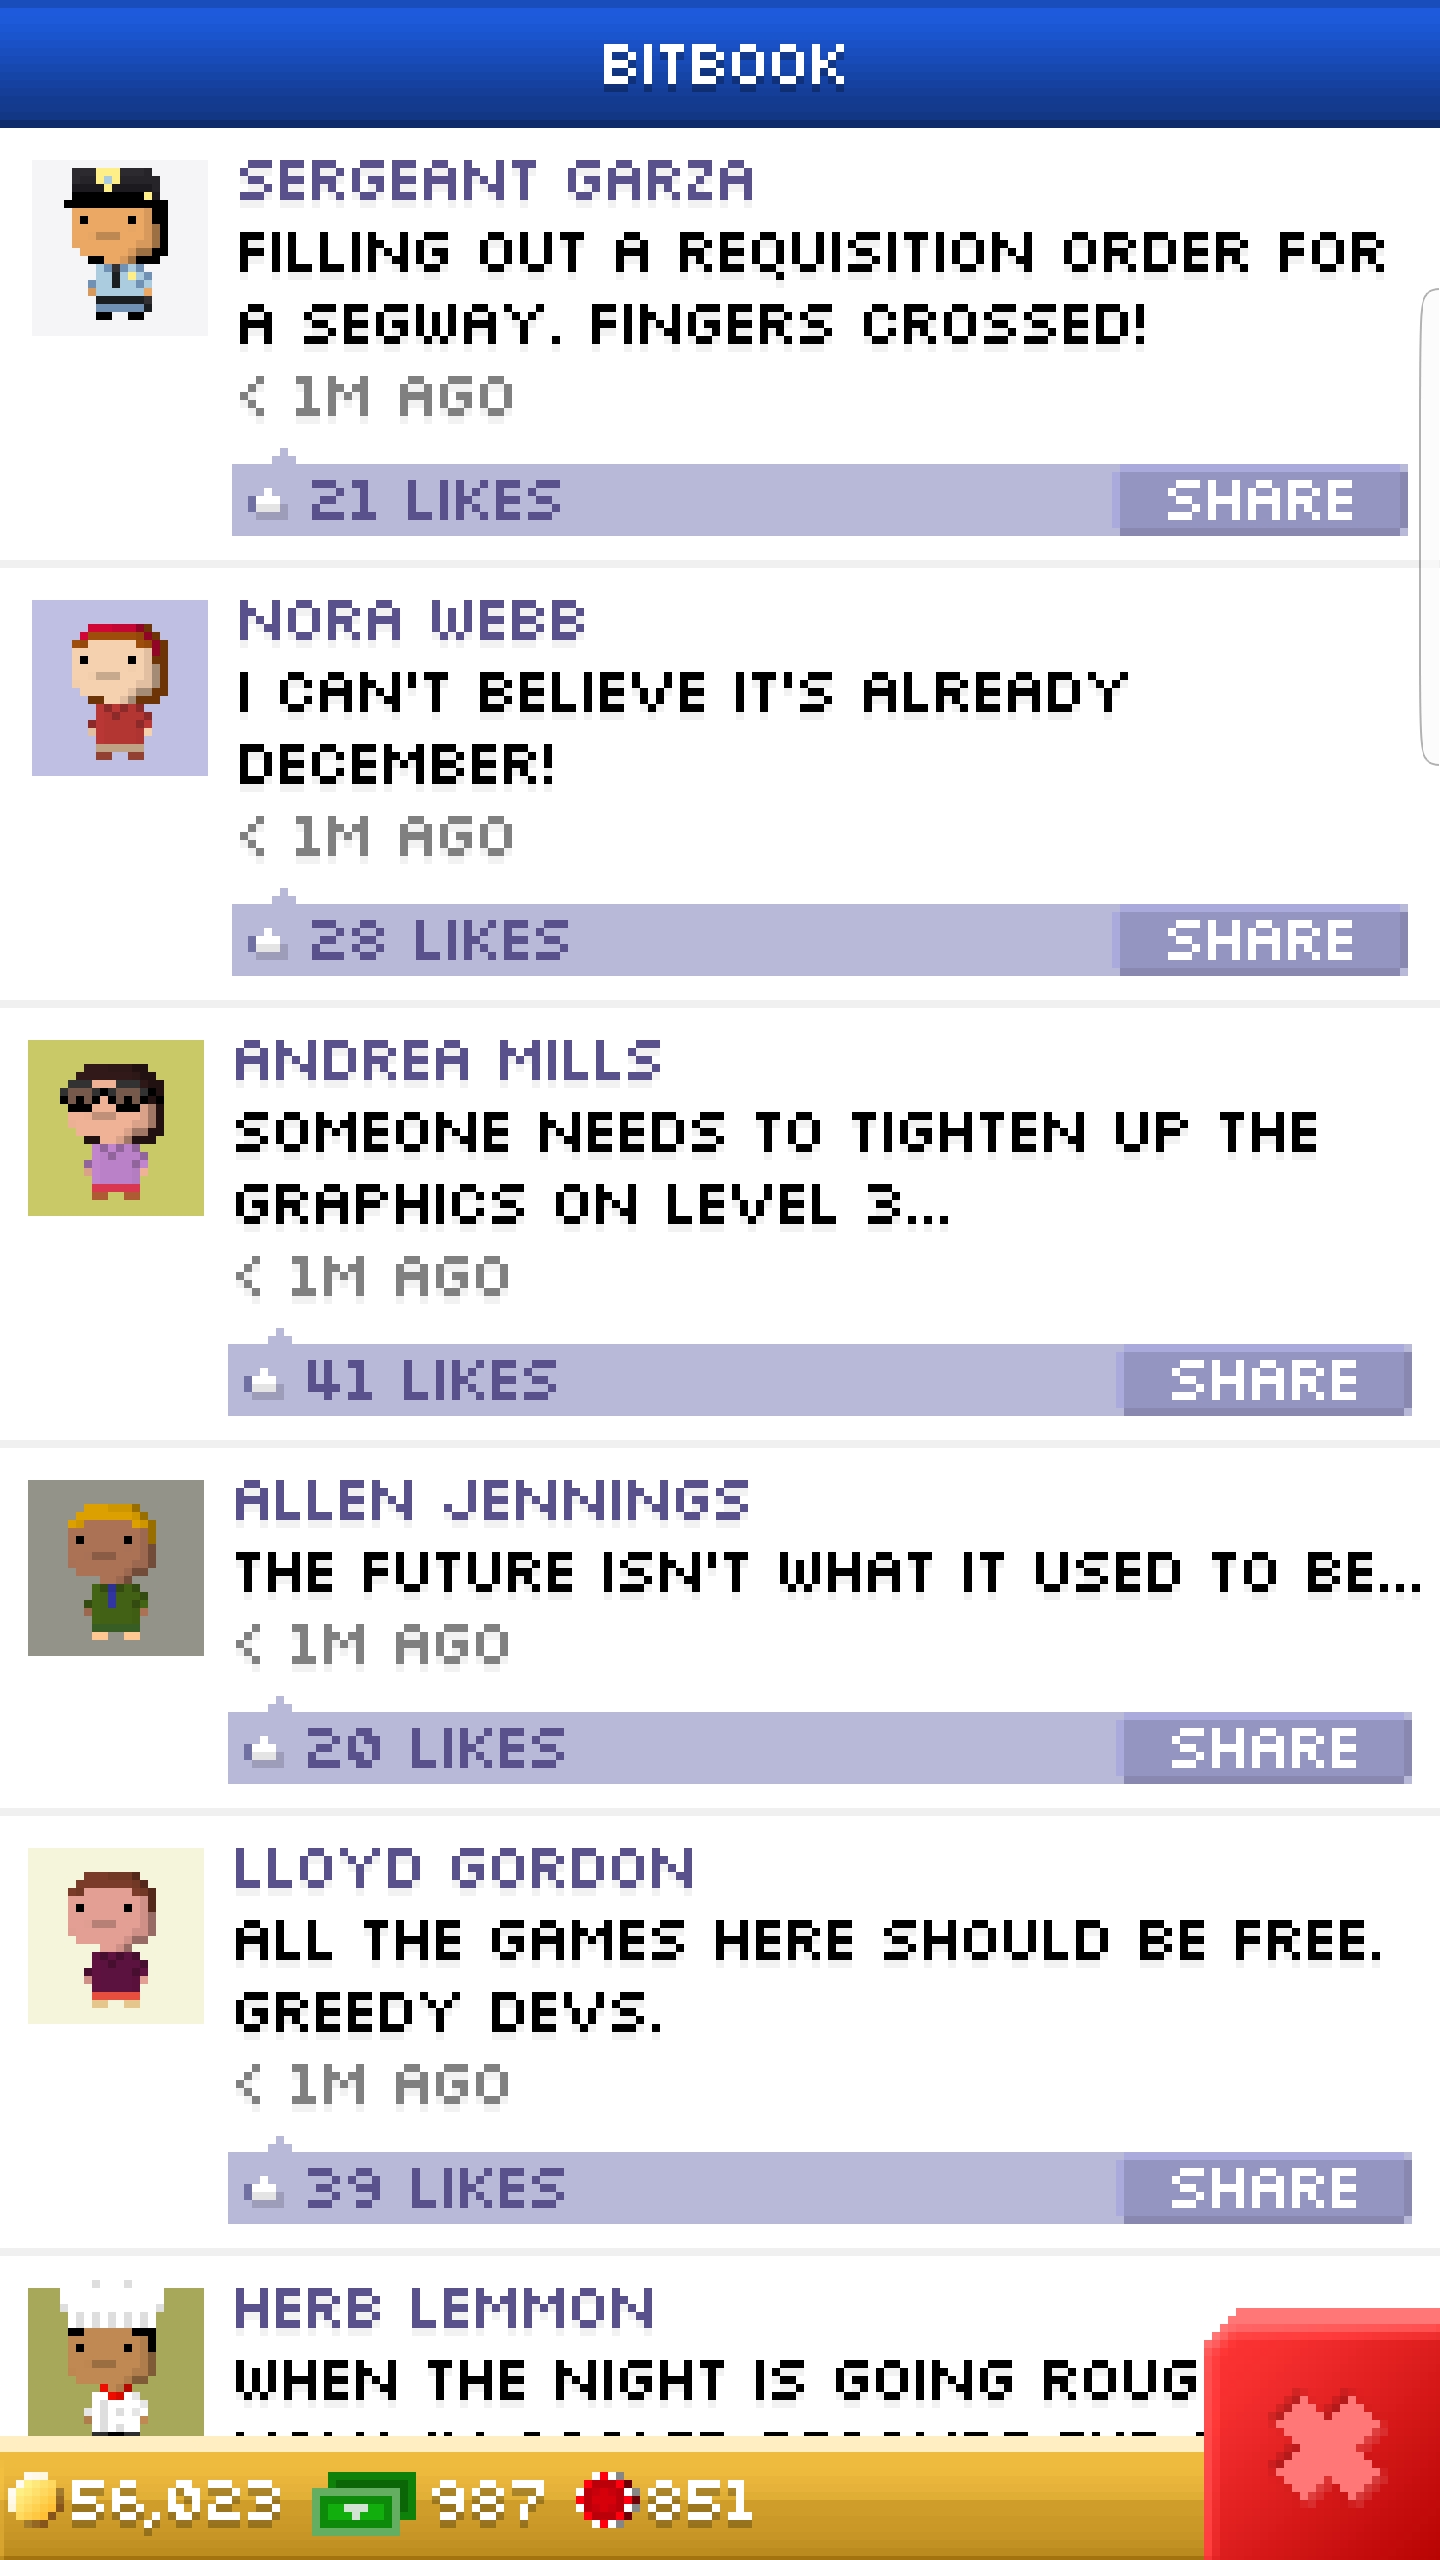 BITBOOK
SERGEANT GARZA
FILLING OUT A REQUISITION ORDER FOR
A SEGWAY. FINGERS CROSSED!
< 1M AGO
21 LIKES SHARE
NORA WEBB
I CAN'T BELIEVE IT'S ALREADY
DECEMBER!
< 1M AGO
28 LIKES SHARE
ANDREA MILLS
SOMEONE NEEDS TO TIGHTEN UP THE
GRAPHICS ON LEVEL 3...
< 1M AGO
41 LIKES SHARE
ALLEN JENNINGS
THE FUTURE ISN'T WHAT IT USED TO BE...
< 1M AGO
20 LIKES SHARE
LLOYD GORDON
ALL THE GAMES HERE SHOULD BE FREE.
GREEDY DEVS.
< 1M AGO
39 LIKES SHARE
HERB LEMMON
WHEN THE NIGHT IS GOING ROUG
56,023 987 851